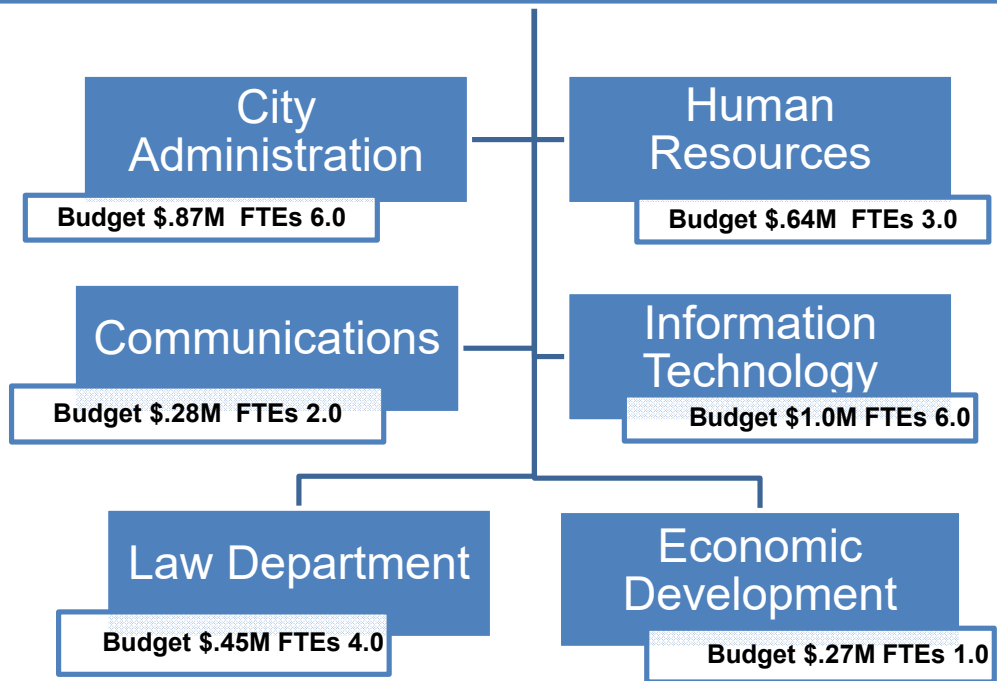 City
Administration
Budget $.87M  FTEs 6.0
Human
Resources
Budget $.64M  FTEs 3.0
Communications
Budget $.28M  FTEs 2.0
Information
Technology
Budget $1.0M FTEs 6.0
Law Department
Budget $.45M FTEs 4.0
Economic
Development
Budget $.27M FTEs 1.0